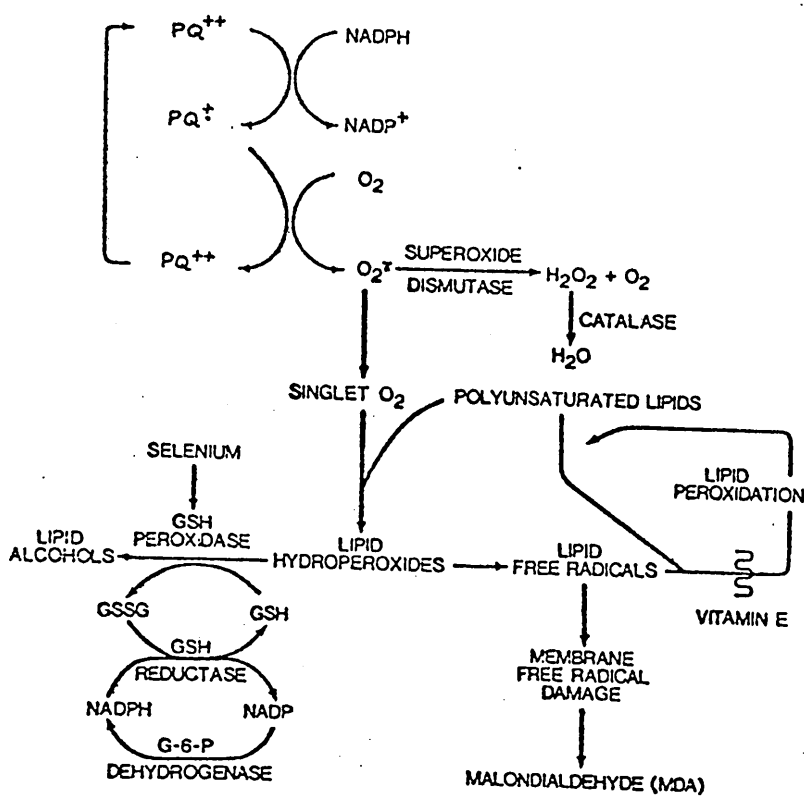 PQ++
NADPH
PQ+•
NADP+
O2
PQ++
O2-
SUPEROXIDE
DISMUTASE
H2O2 + O2
CATALASE
H2O
SINGLET O2
POLYUNSATURATED LIPIDS
SELENIUM
LIPID
PEROXIDATION
GSH
PEROXIDASE
LIPID
ALCOHOLS
LIPID
HYDROPEROXIDES
LIPID
FREE RADICALS
GSSG
GSH
VITAMIN E
GSH
REDUCTASE
MEMBRANE
FREE RADICAL
DAMAGE
NADPH
NADP
G-6-P
DEHYDROGENASE
MALONDIALDEHYDE (MDA)